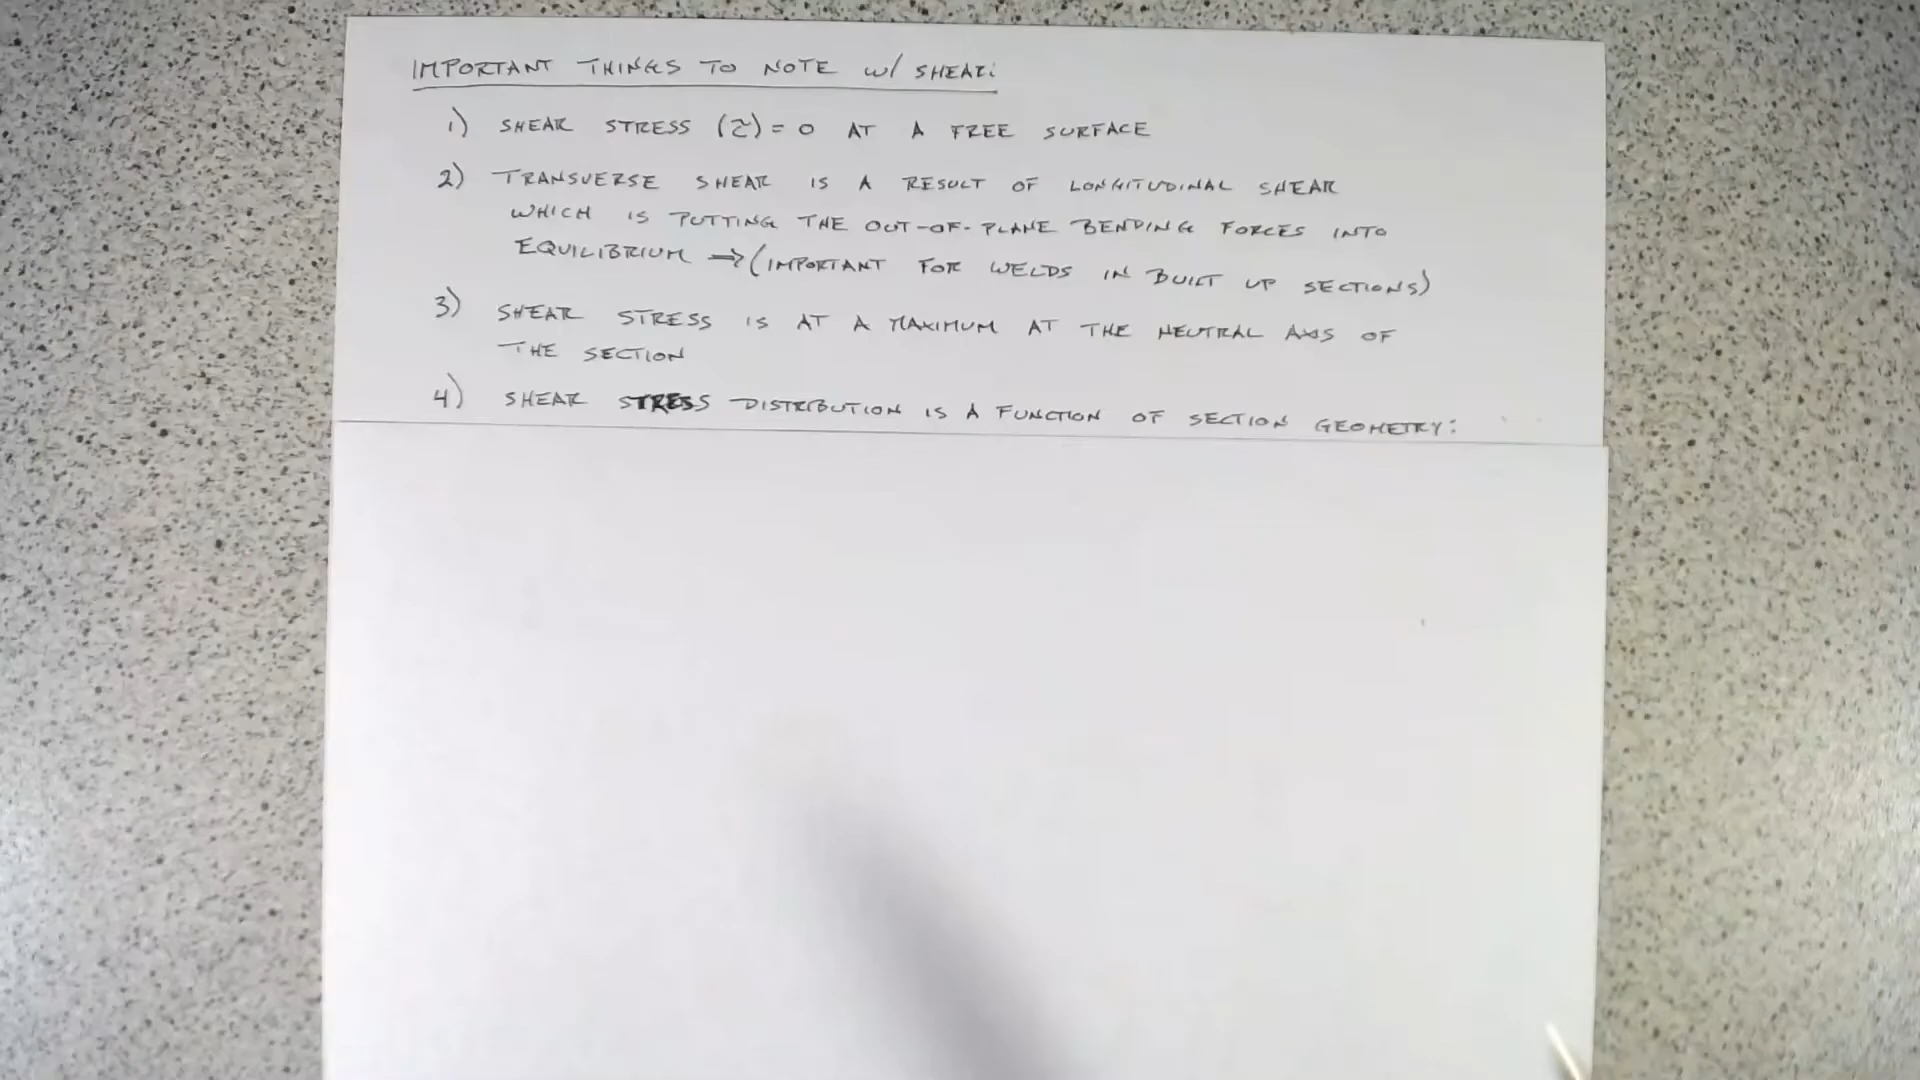 IMPORTANT THINGS TO NOTE w/ SHEAR:
1) SHEAR STRESS (τ) = 0 AT A FREE SURFACE
2) TRANSVERSE SHEAR IS A RESULT OF LONGITUDINAL SHEAR
WHICH IS PUTTING THE OUT-OF-PLANE BENDING FORCES INTO
EQUILIBRIUM → (IMPORTANT FOR WELDS IN BUILT UP SECTIONS)
3) SHEAR STRESS IS AT A MAXIMUM AT THE NEUTRAL AXIS OF
THE SECTION
4) SHEAR STRESS DISTRIBUTION IS A FUNCTION OF SECTION GEOMETRY: